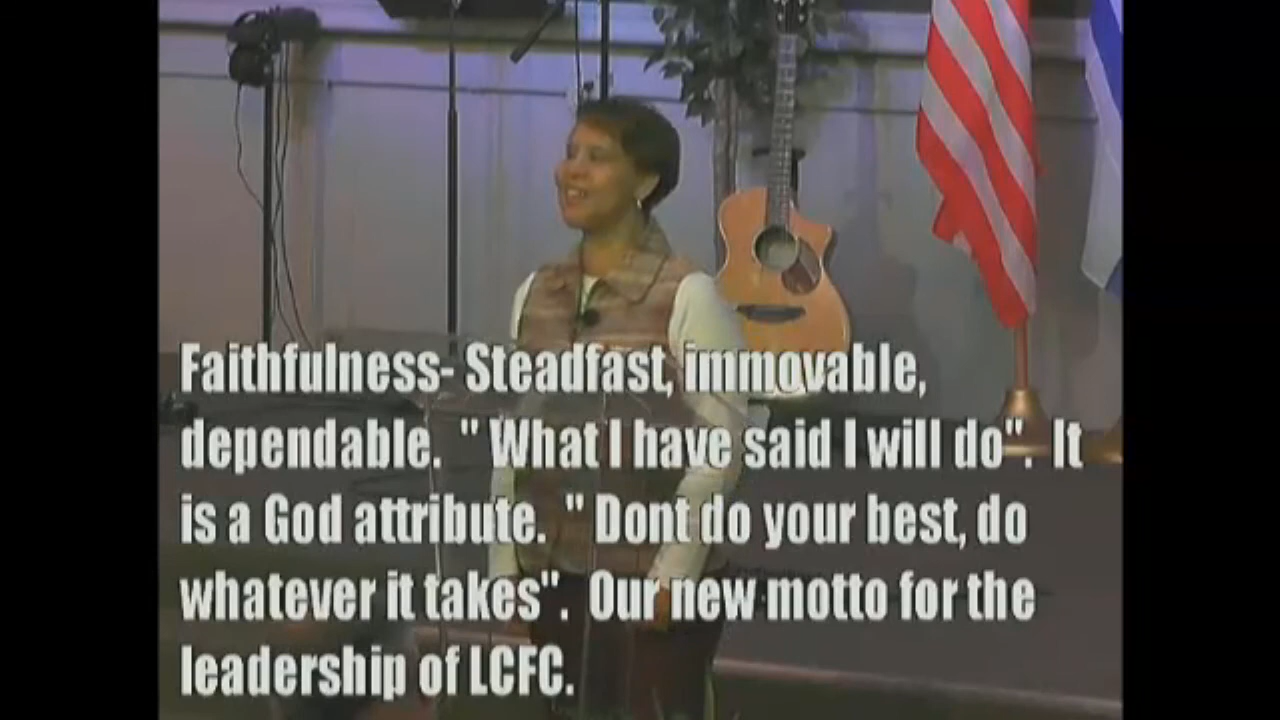 Faithfulness- Steadfast, immovable,
dependable.  " What I have said I will do".  It
is a God attribute.  " Dont do your best, do
whatever it takes".  Our new motto for the
leadership of LCFC.